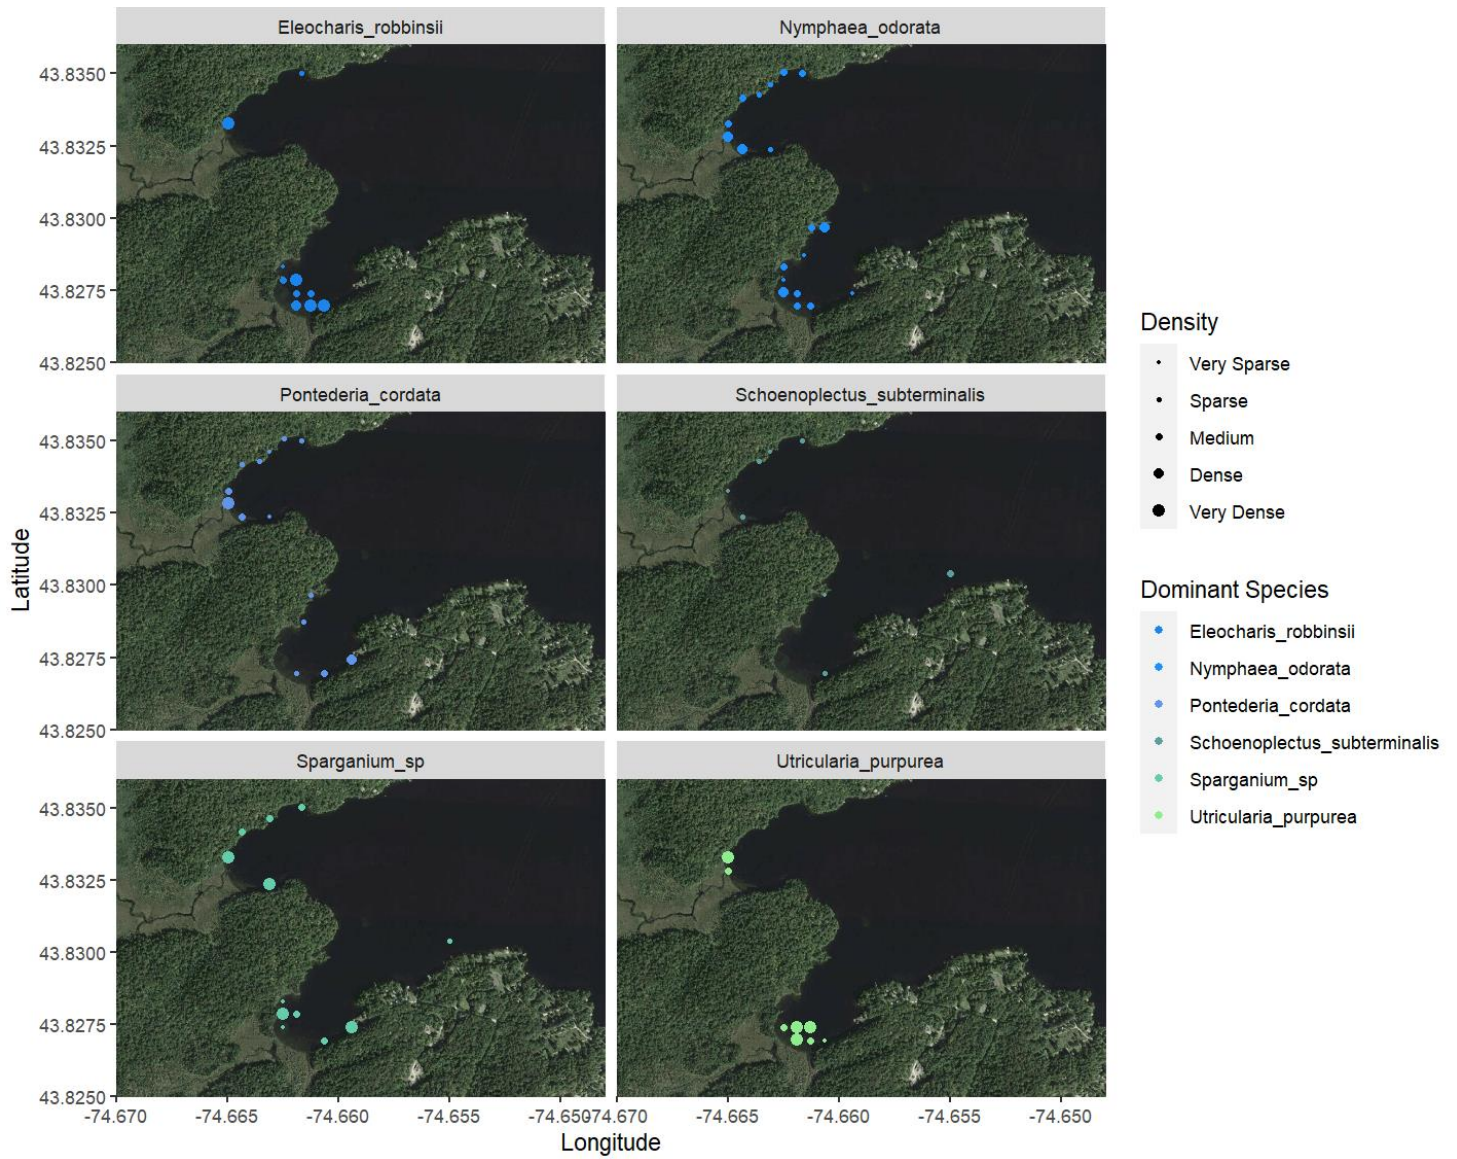 Eleocharis_robbinsii
Nymphaea_odorata
43.8350
43.8325
43.8300
43.8275
43.8250
Pontederia_cordata
Schoenoplectus_subterminalis
43.8350
43.8325
43.8300
43.8275
43.8250
Sparganium_sp
Utricularia_purpurea
43.8350
43.8325
43.8300
43.8275
43.8250
-74.670
-74.665
-74.660
-74.655
-74.650
-74.670
-74.665
-74.660
-74.655
-74.650
Longitude
Latitude
Density
Very Sparse
Sparse
Medium
Dense
Very Dense
Dominant Species
Eleocharis_robbinsii
Nymphaea_odorata
Pontederia_cordata
Schoenoplectus_subterminalis
Sparganium_sp
Utricularia_purpurea